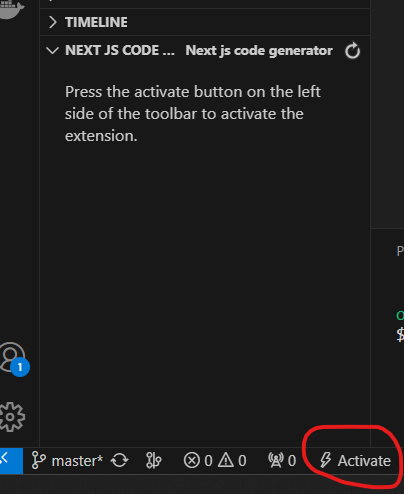 TIMELINE
NEXT JS CODE ... Next js code generator
Press the activate button on the left
side of the toolbar to activate the
extension.
P
$
1
master* 0 0 0 Activate